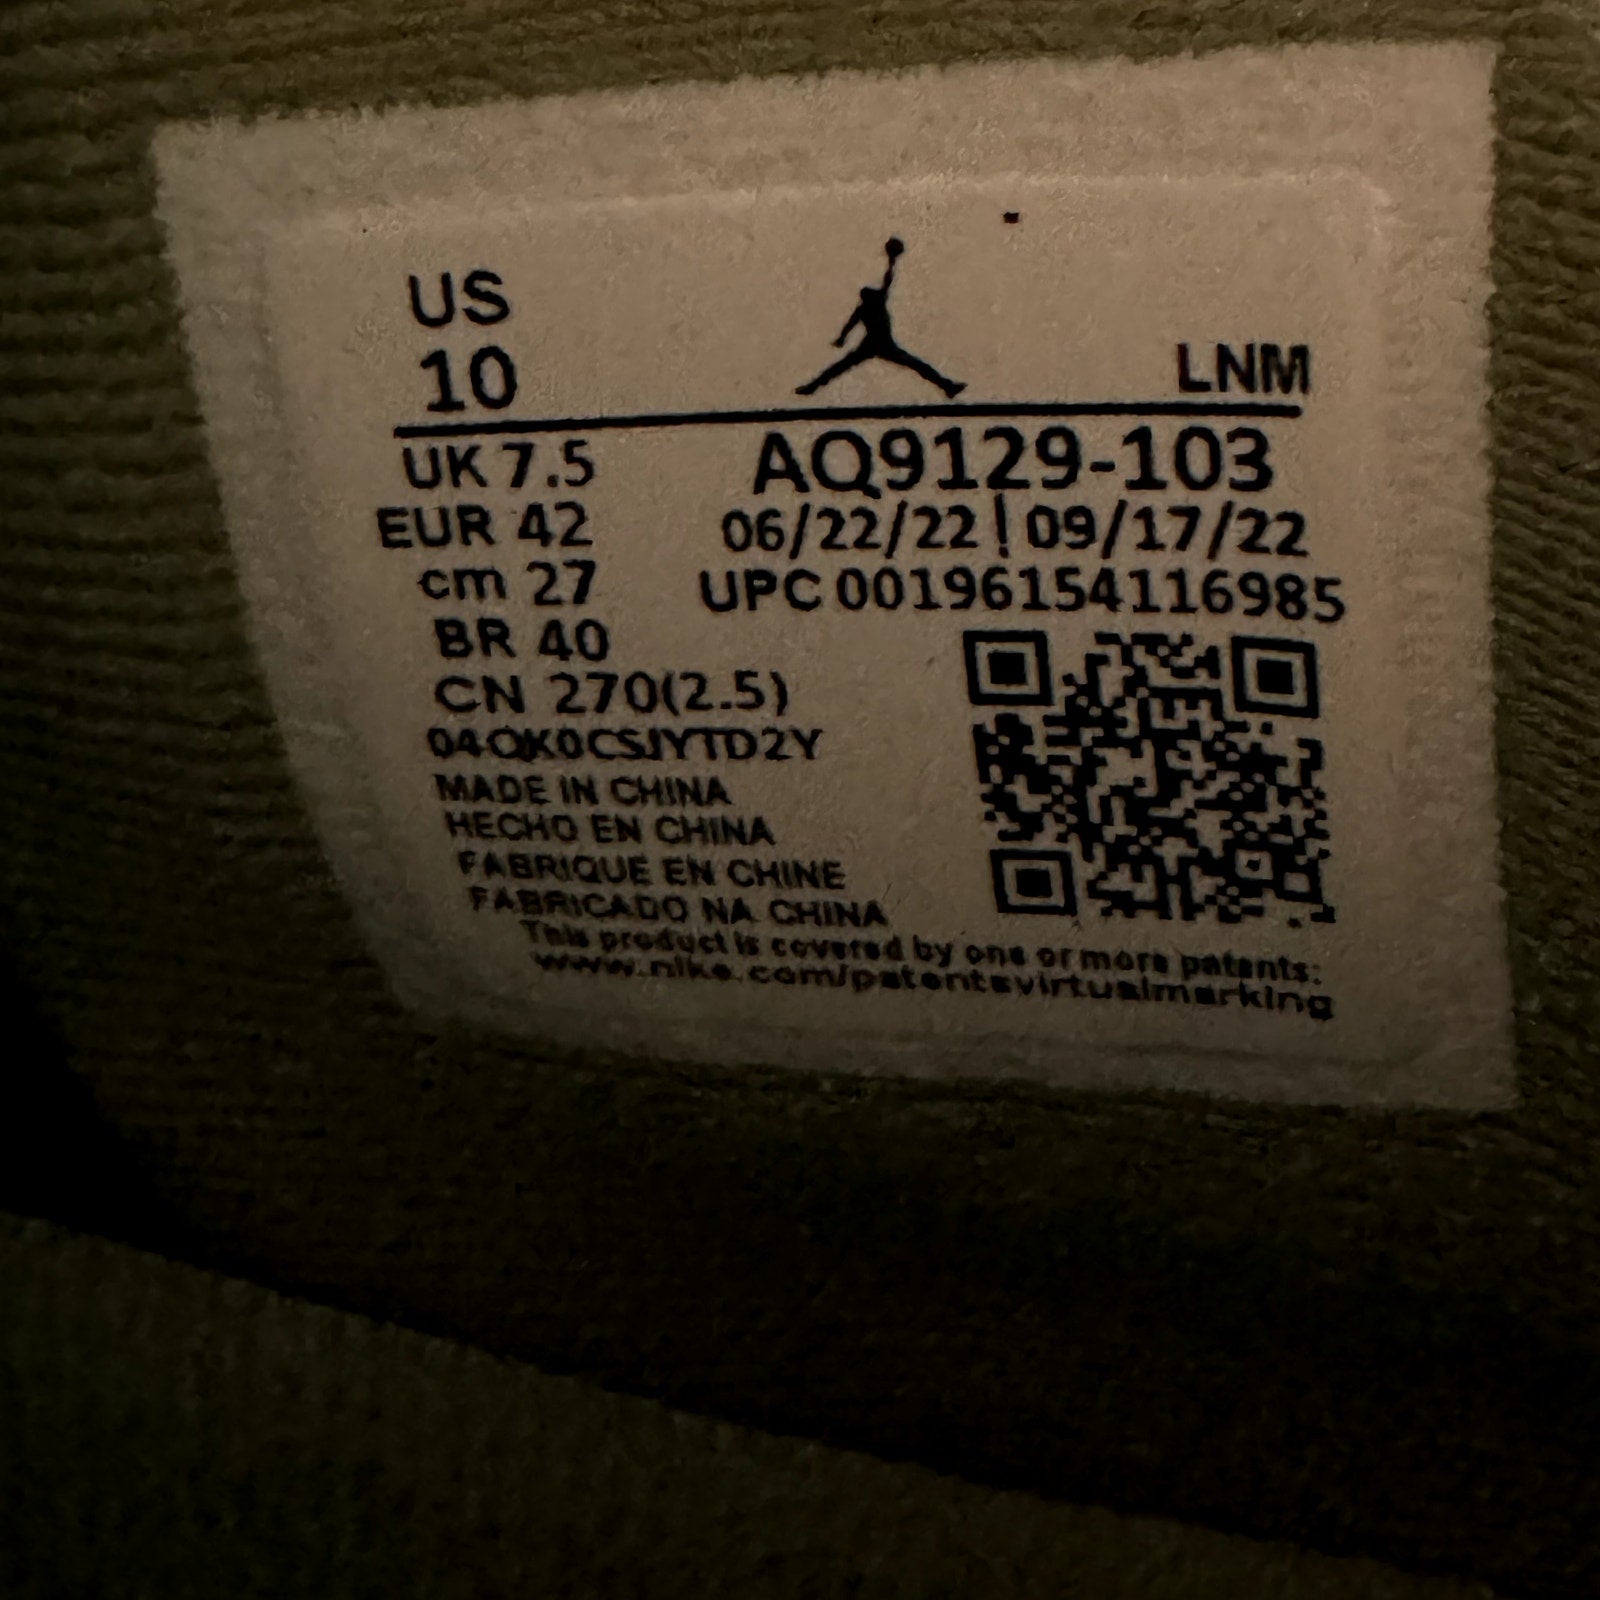 US
10
LNM
UK 7.5
AQ9129-103
EUR 42
06/22/22 | 09/17/22
cm 27
UPC 00196154116985
BR 40
CN 270(2.5)
04QK0CSJYTD2Y
MADE IN CHINA
HECHO EN CHINA
FABRIQUE EN CHINE
FABRICADO NA CHINA
This product is covered by one or more patents:
www.nike.com/patentsvirtualmarking